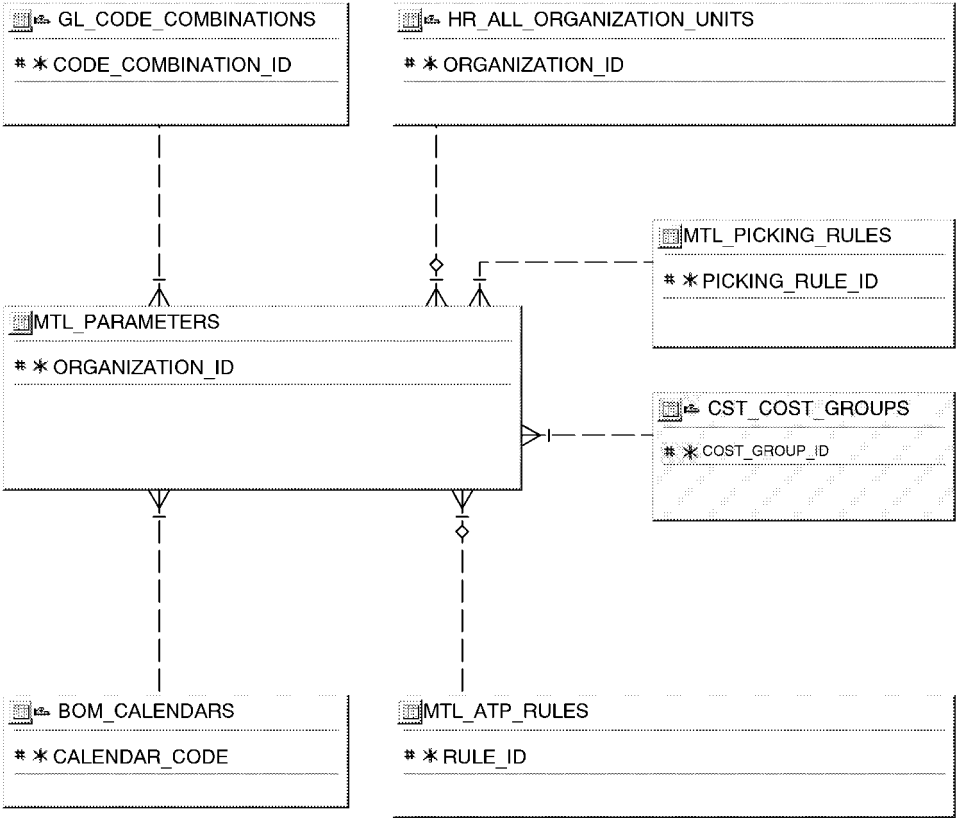 GL_CODE_COMBINATIONS
# * CODE_COMBINATION_ID
HR_ALL_ORGANIZATION_UNITS
# * ORGANIZATION_ID
MTL_PICKING_RULES
# * PICKING_RULE_ID
MTL_PARAMETERS
# * ORGANIZATION_ID
CST_COST_GROUPS
# * COST_GROUP_ID
BOM_CALENDARS
# * CALENDAR_CODE
MTL_ATP_RULES
# * RULE_ID